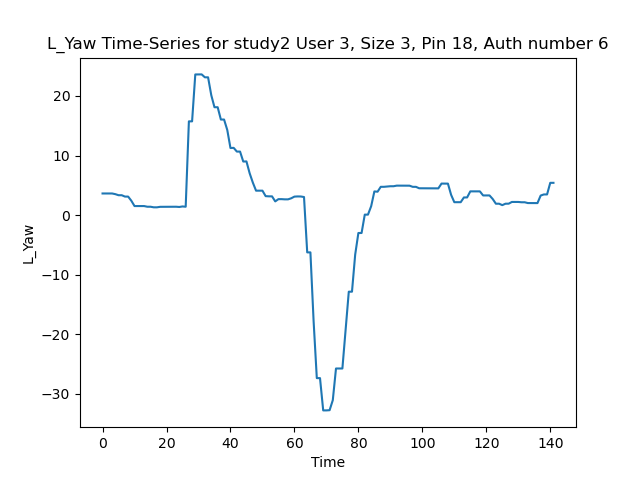 L_Yaw Time-Series for study2 User 3, Size 3, Pin 18, Auth number 6
20
10
0
−10
−20
−30
L_Yaw
0 20 40 60 80 100 120 140
Time